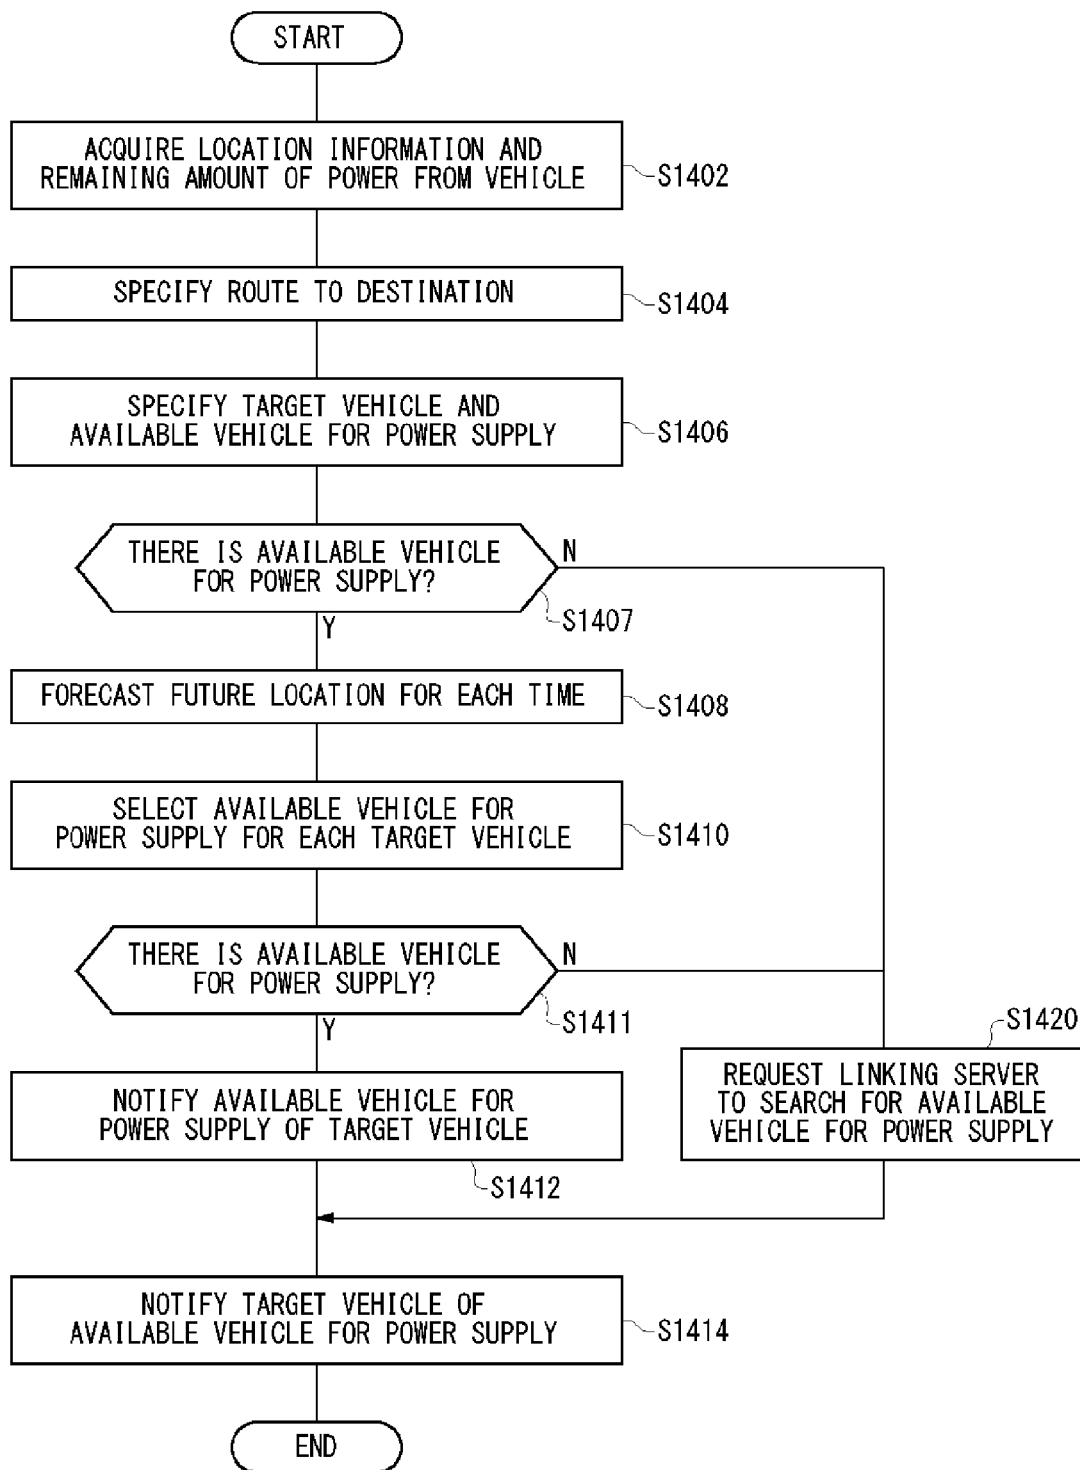 START
ACQUIRE LOCATION INFORMATION AND
REMAINING AMOUNT OF POWER FROM VEHICLE
S1402
SPECIFY ROUTE TO DESTINATION
S1404
SPECIFY TARGET VEHICLE AND
AVAILABLE VEHICLE FOR POWER SUPPLY
S1406
THERE IS AVAILABLE VEHICLE
FOR POWER SUPPLY?
N
S1407
Y
FORECAST FUTURE LOCATION FOR EACH TIME
S1408
SELECT AVAILABLE VEHICLE FOR
POWER SUPPLY FOR EACH TARGET VEHICLE
S1410
THERE IS AVAILABLE VEHICLE
FOR POWER SUPPLY?
N
S1411
Y
S1420
REQUEST LINKING SERVER
TO SEARCH FOR AVAILABLE
VEHICLE FOR POWER SUPPLY
NOTIFY AVAILABLE VEHICLE FOR
POWER SUPPLY OF TARGET VEHICLE
S1412
NOTIFY TARGET VEHICLE OF
AVAILABLE VEHICLE FOR POWER SUPPLY
S1414
END